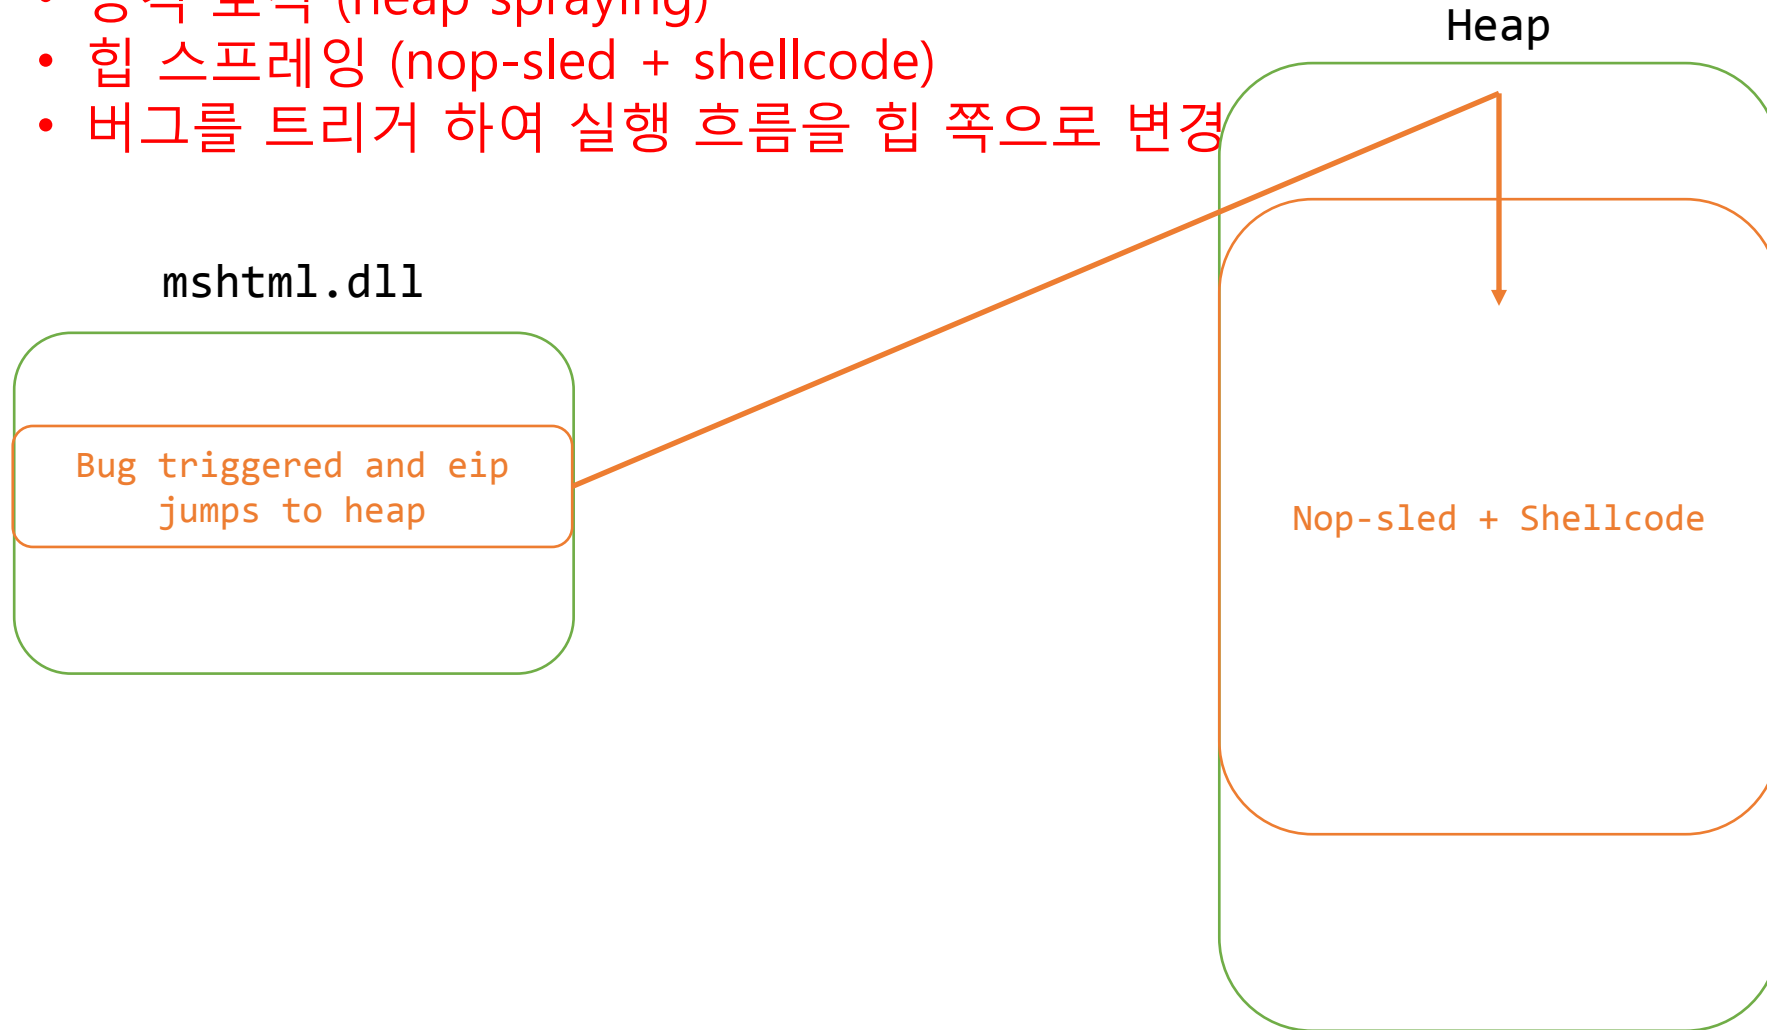 • (heap spraying)
• 힙 스프레잉 (nop-sled + shellcode)
• 버그를 트리거 하여 실행 흐름을 힙 쪽으로 변경
Heap
mshtml.dll
Bug triggered and eip
jumps to heap
Nop-sled + Shellcode